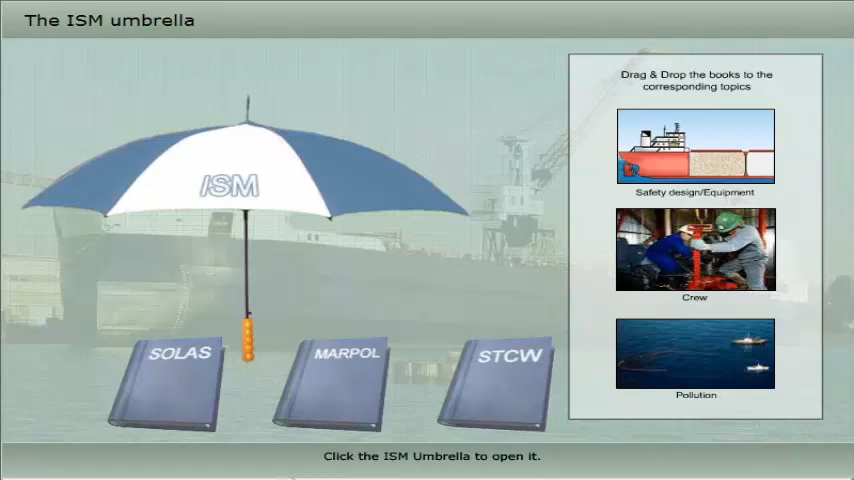 The ISM umbrella
Drag & Drop the books to the
corresponding topics
ISM
Safety design/Equipment
Crew
SOLAS
MARPOL
STCW
Pollution
Click the ISM Umbrella to open it.